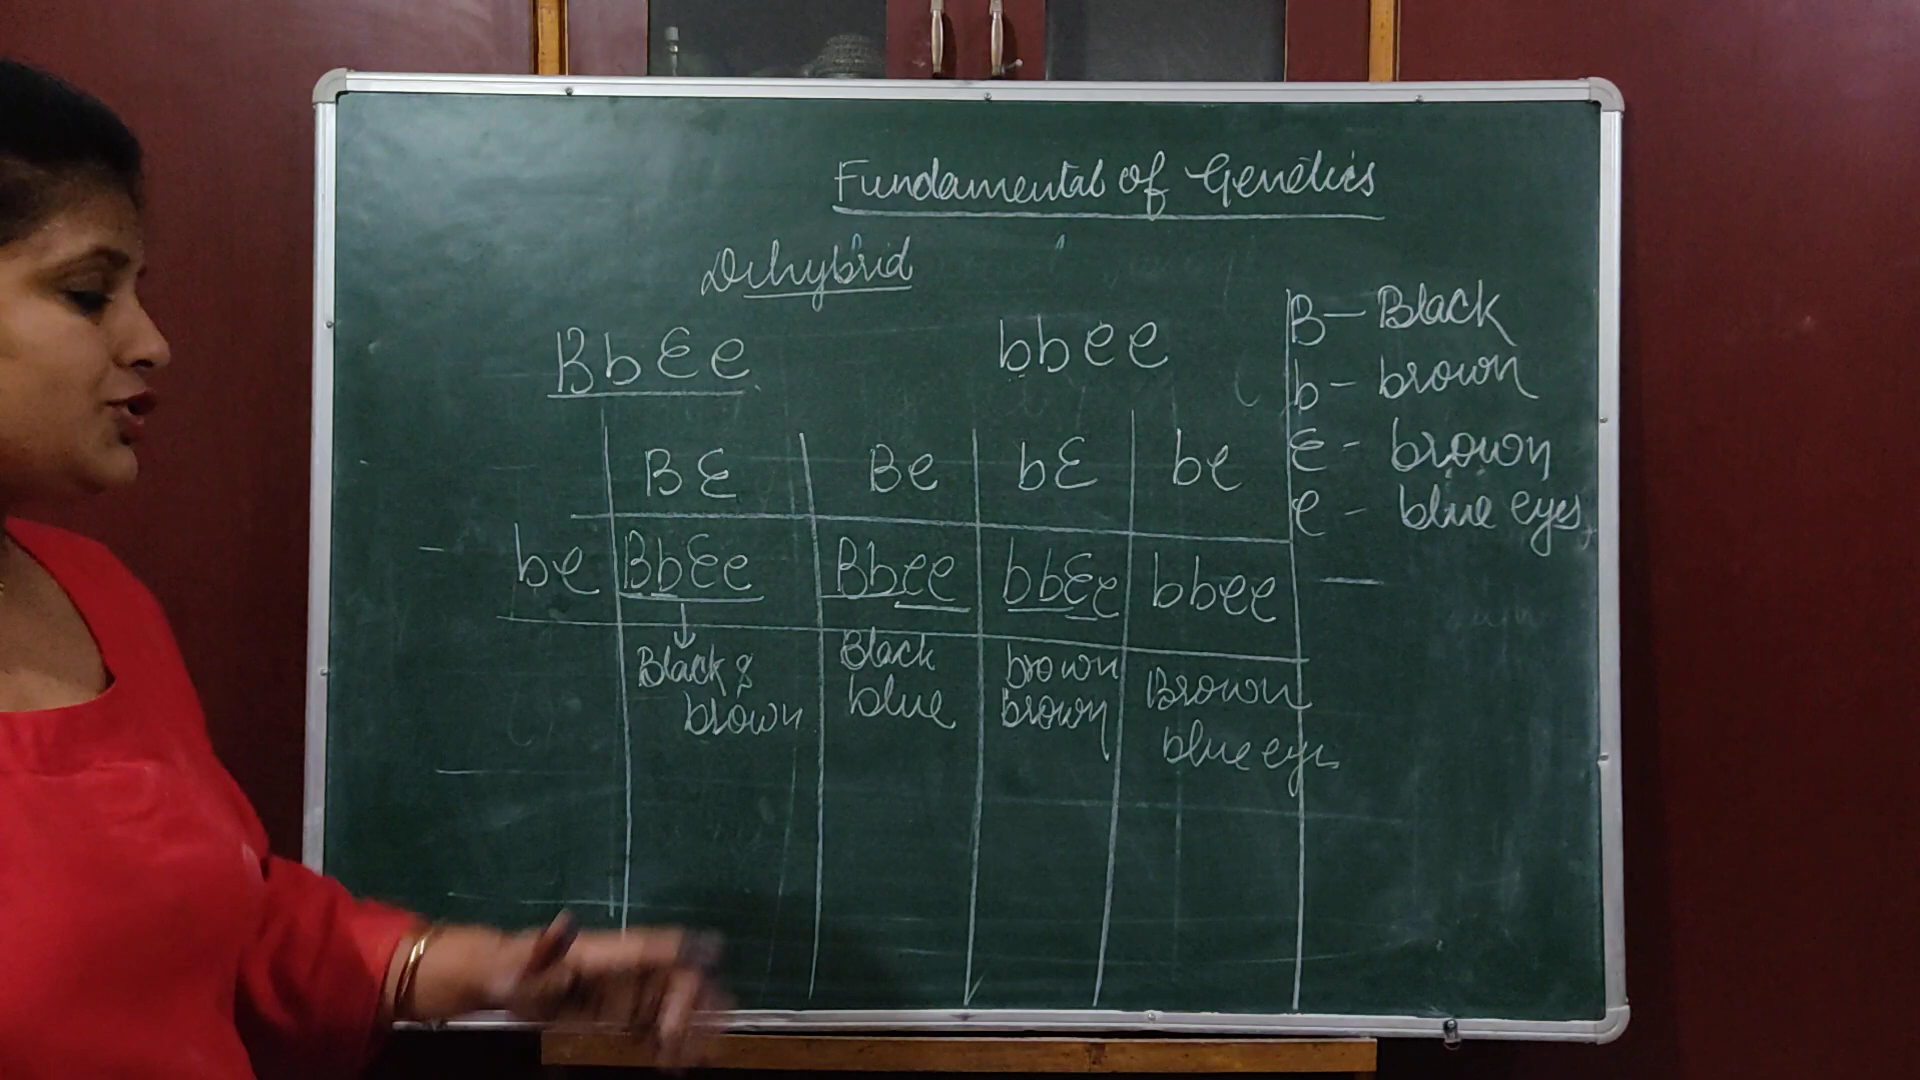 Fundamental of Genetics
Dihybrid
BbEe bbee
B - Black
b - brown
E - brown
e - blue eyes
BE Be bE be
be BbEe Bbee bbEe bbee
Black & brown
Black blue
brown brown
Brown blue eye